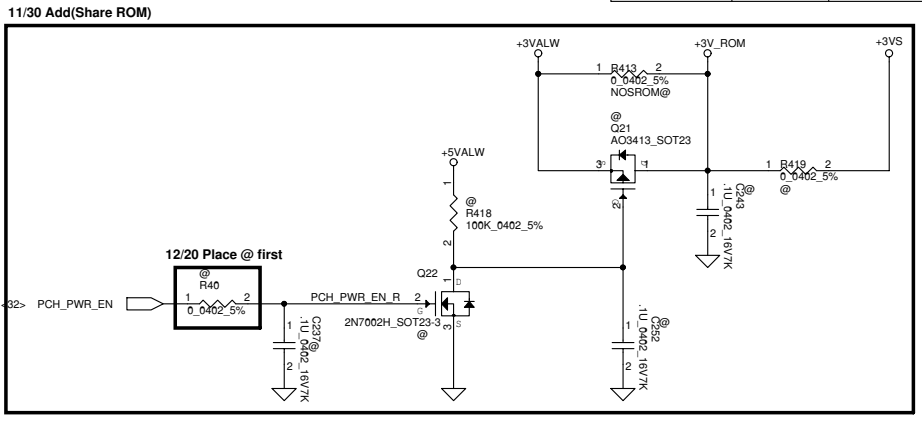 11/30 Add(Share ROM)
+3VALW
+3V_ROM
+3VS
1 R413 2
0_0402_5%
NOSROM@
@
Q21
AO3413_SOT23
3
S
D
1
G
2
1 R419 2
0_0402_5%
@
1
2
C243
@
.1U_0402_16V7K
+5VALW
1
2
@
R418
100K_0402_5%
12/20 Place @ first
@
R40
1 2
0_0402_5%
<32> PCH_PWR_EN
PCH_PWR_EN_R
Q22
1
D
2
G
3
S
2N7002H_SOT23-3
@
1
2
C237@
.1U_0402_16V7K
1
2
C252
@
.1U_0402_16V7K